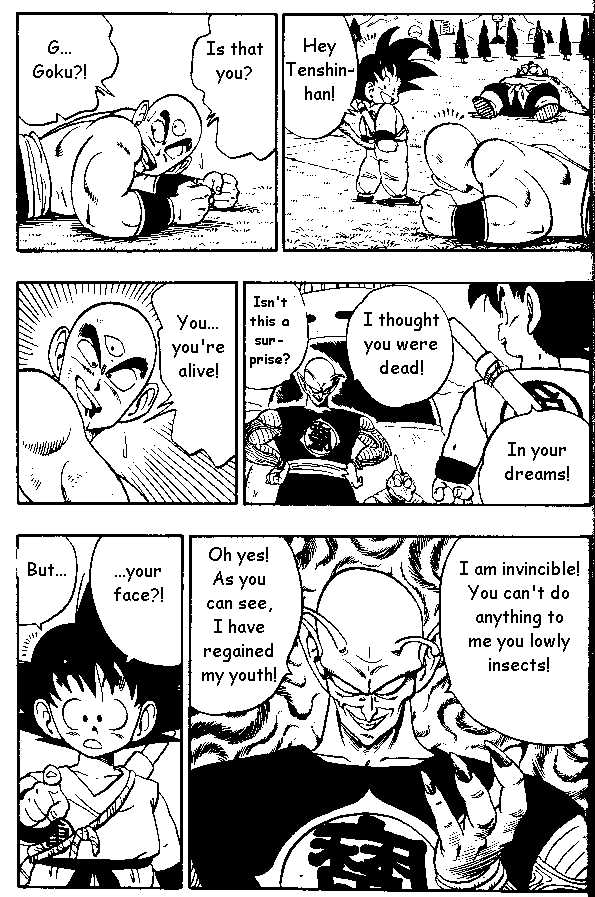 G...
Goku?!
Is that
you?
Hey
Tenshin-
han!
You...
you're
alive!
Isn't
this a
sur-
prise?
I thought
you were
dead!
In your
dreams!
But...
...your
face?!
Oh yes!
As you
can see,
I have
regained
my youth!
I am invincible!
You can't do
anything to
me you lowly
insects!